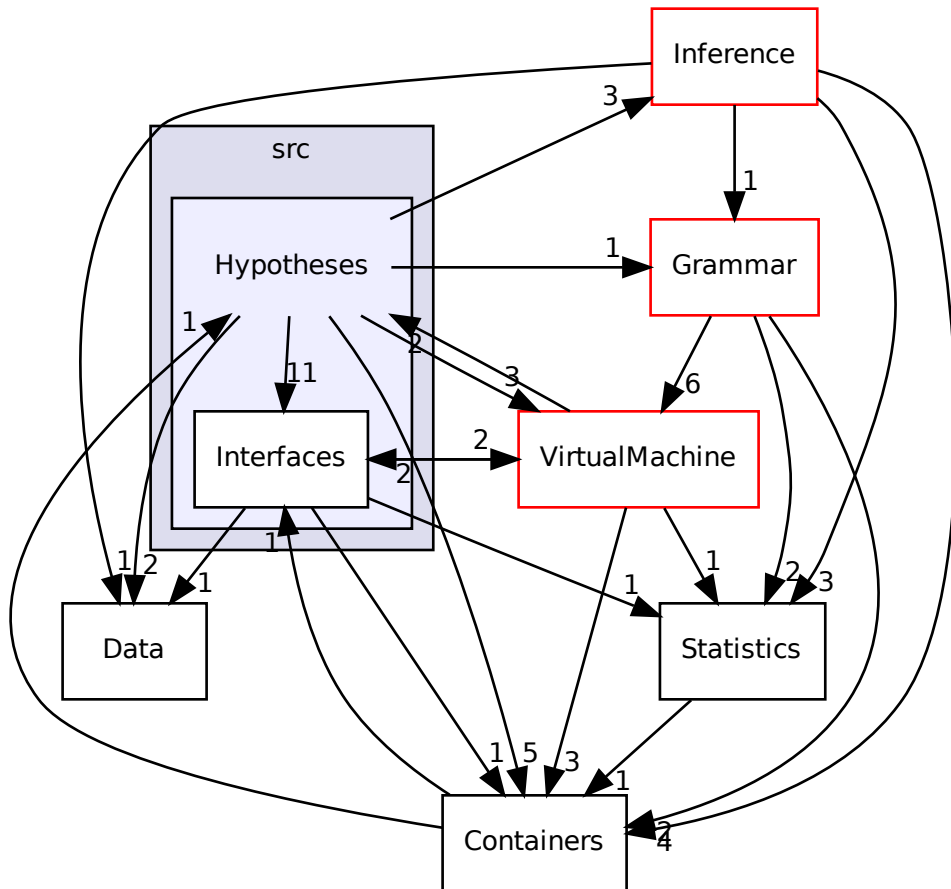 Inference
3
src
1
Hypotheses
1
Grammar
1
2
11
3
6
Interfaces
2
2
VirtualMachine
1
1
2
1
1
1
2
3
Data
Statistics
1
5
3
1
2
4
Containers